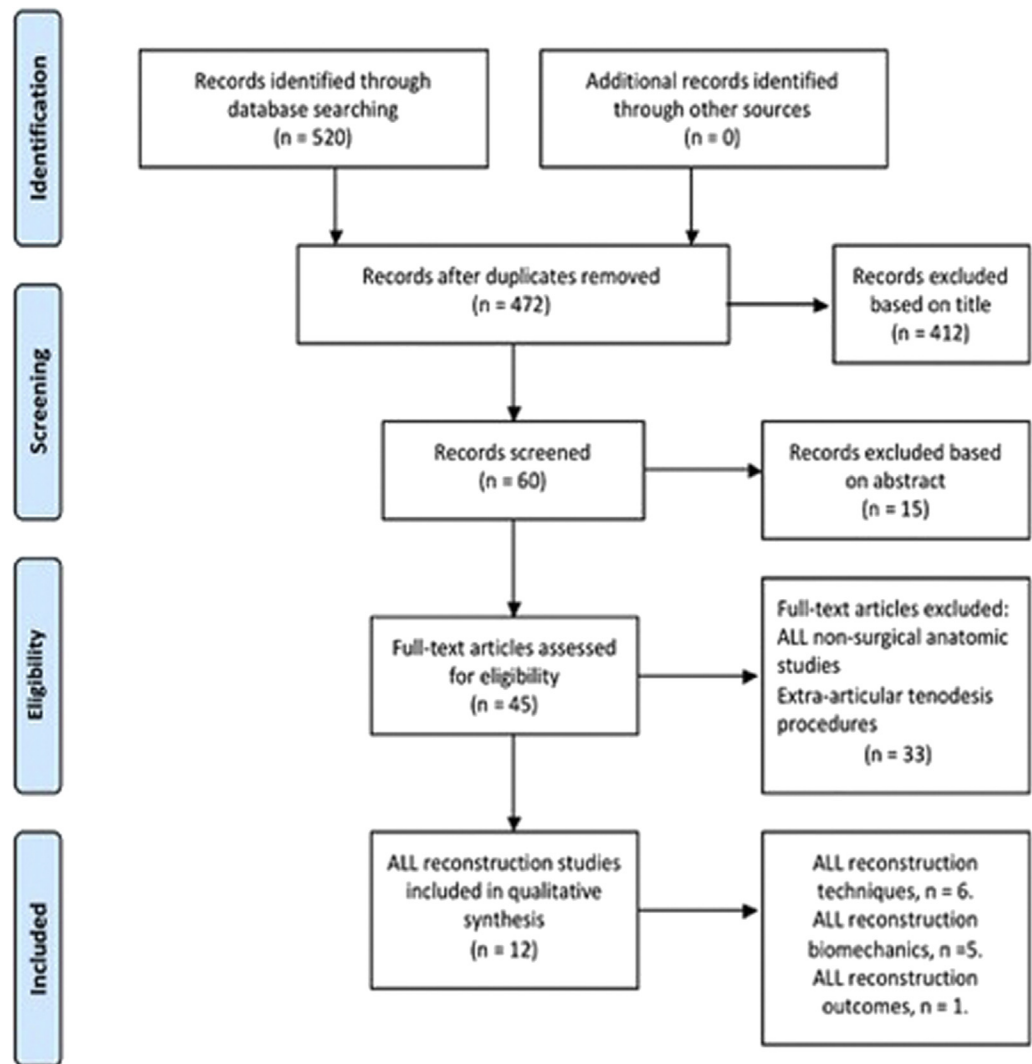 Identification
Records identified through
database searching
(n = 520)
Additional records identified
through other sources
(n = 0)
Records after duplicates removed
(n = 472)
Records excluded
based on title
(n = 412)
Screening
Records screened
(n = 60)
Records excluded based
on abstract
(n = 15)
Eligibility
Full-text articles assessed
for eligibility
(n = 45)
Full-text articles excluded:
ALL non-surgical anatomic
studies
Extra-articular tenodesis
procedures
(n = 33)
Included
ALL reconstruction studies
included in qualitative
synthesis
(n = 12)
ALL reconstruction
techniques, n = 6.
ALL reconstruction
biomechanics, n =5.
ALL reconstruction
outcomes, n = 1.